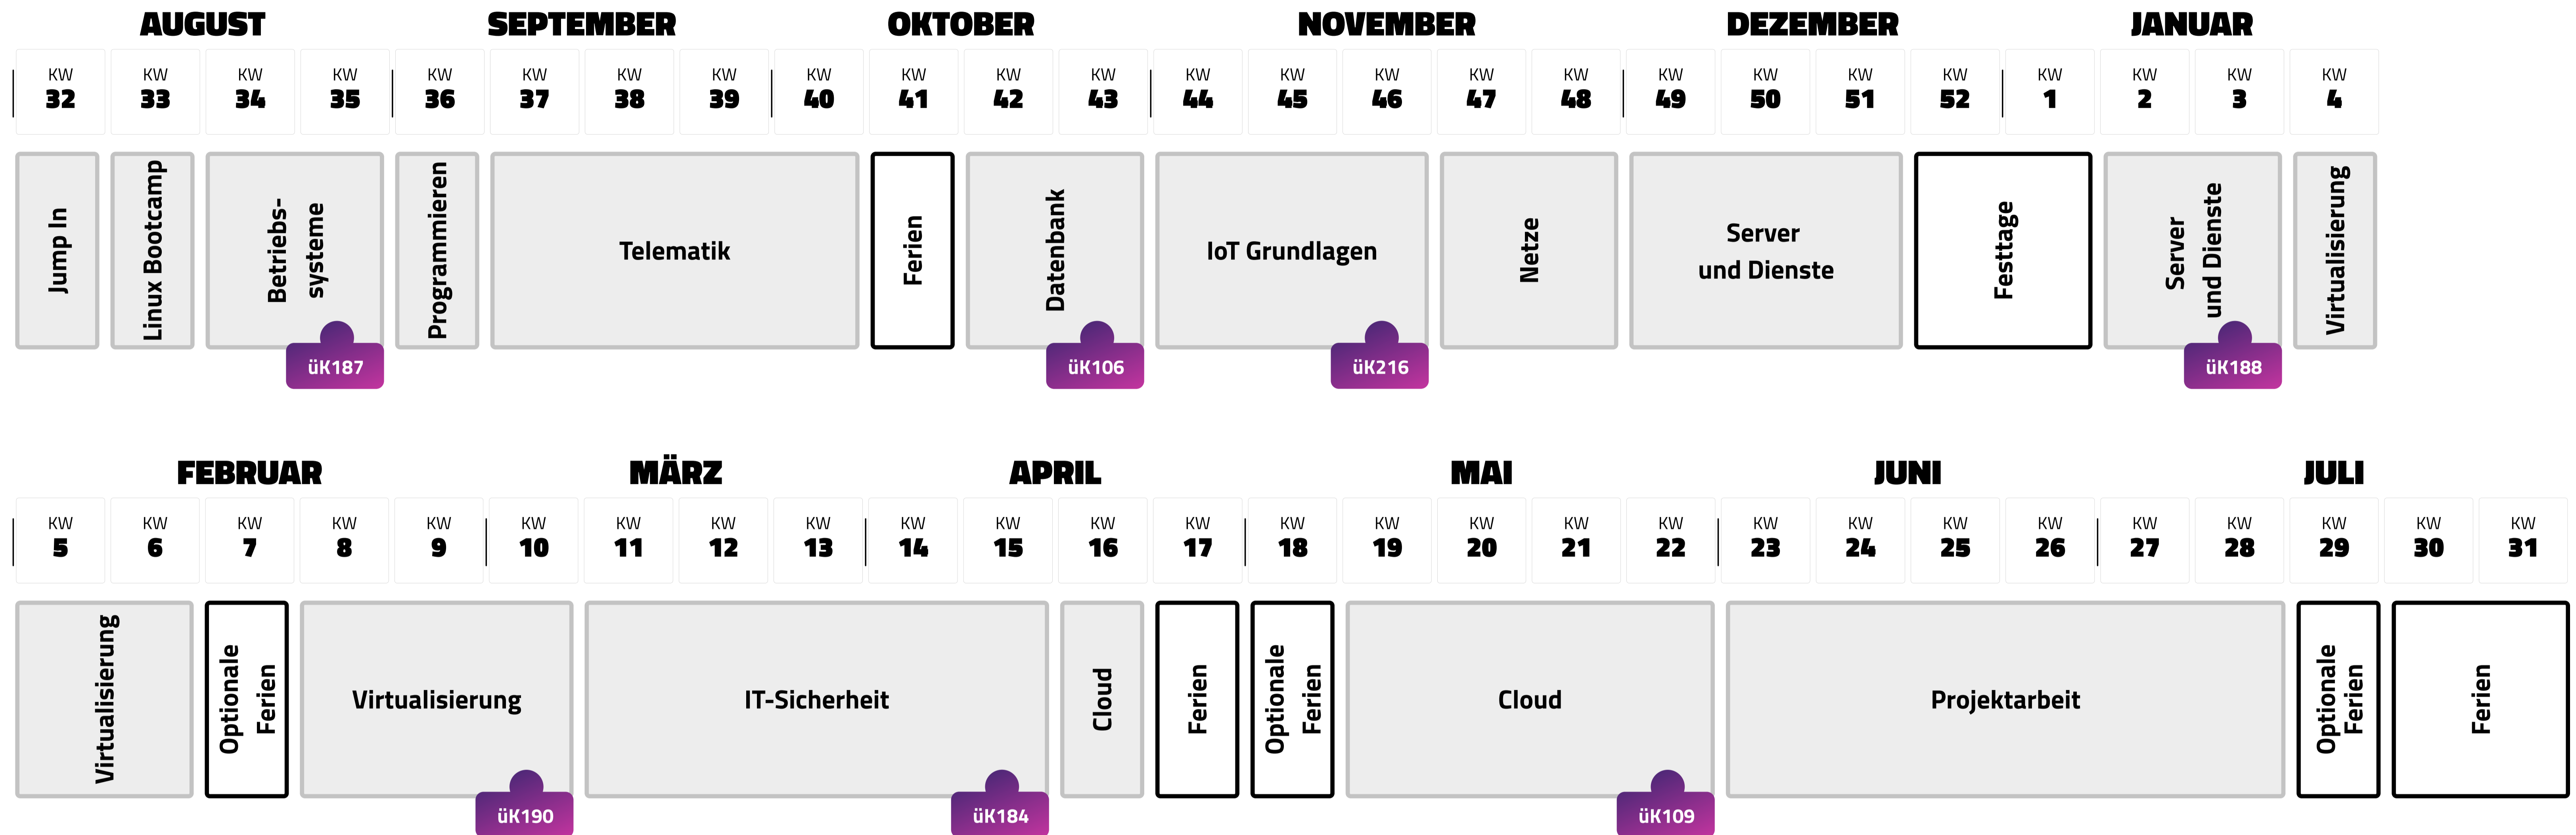 AUGUST SEPTEMBER OKTOBER NOVEMBER DEZEMBER JANUAR
KW KW KW KW KW KW KW KW KW KW KW KW KW KW KW KW KW KW KW KW KW KW KW KW KW
32 33 34 35 36 37 38 39 40 41 42 43 44 45 46 47 48 49 50 51 52 1 2 3 4
Jump In
Linux Bootcamp
Betriebs-
systeme
Programmieren
Telematik
Ferien
Datenbank
IoT Grundlagen
Netze
Server
und Dienste
Festtage
Server
und Dienste
Virtualisierung
üK187 üK106 üK216 üK188
FEBRUAR MÄRZ APRIL MAI JUNI JULI
KW KW KW KW KW KW KW KW KW KW KW KW KW KW KW KW KW KW KW KW KW KW KW KW KW KW KW
5 6 7 8 9 10 11 12 13 14 15 16 17 18 19 20 21 22 23 24 25 26 27 28 29 30 31
Virtualisierung
Optionale
Ferien
Virtualisierung
IT-Sicherheit
Cloud
Ferien
Optionale
Ferien
Cloud
Projektarbeit
Optionale
Ferien
Ferien
üK190 üK184 üK109